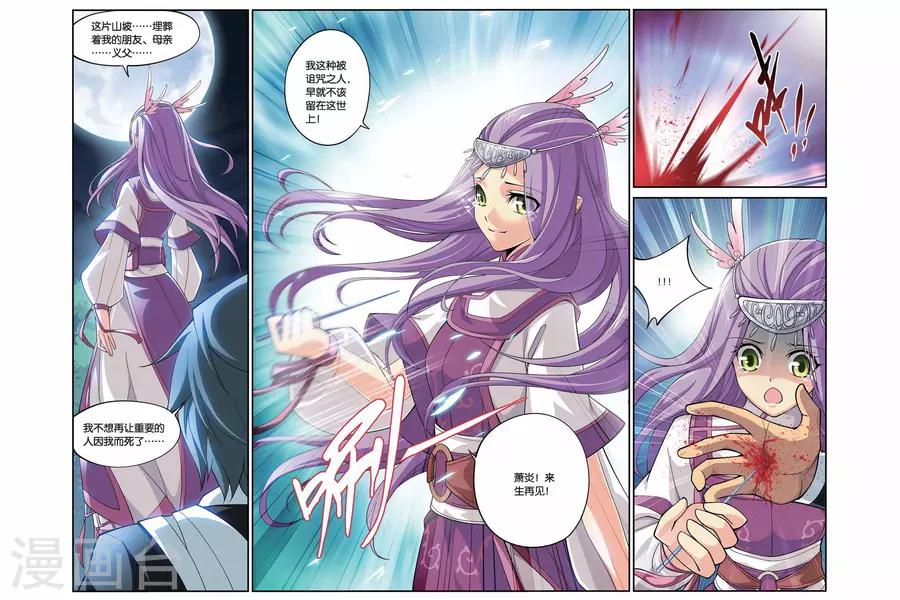 这片山坡……埋葬
着我的朋友、母亲
……义父……
我不想再让重要的
人因我而死了……
我这种被
诅咒之人，
早就不该
留在这世
上！
唰
萧炎！来
生再见！
!!
!!!
漫画台